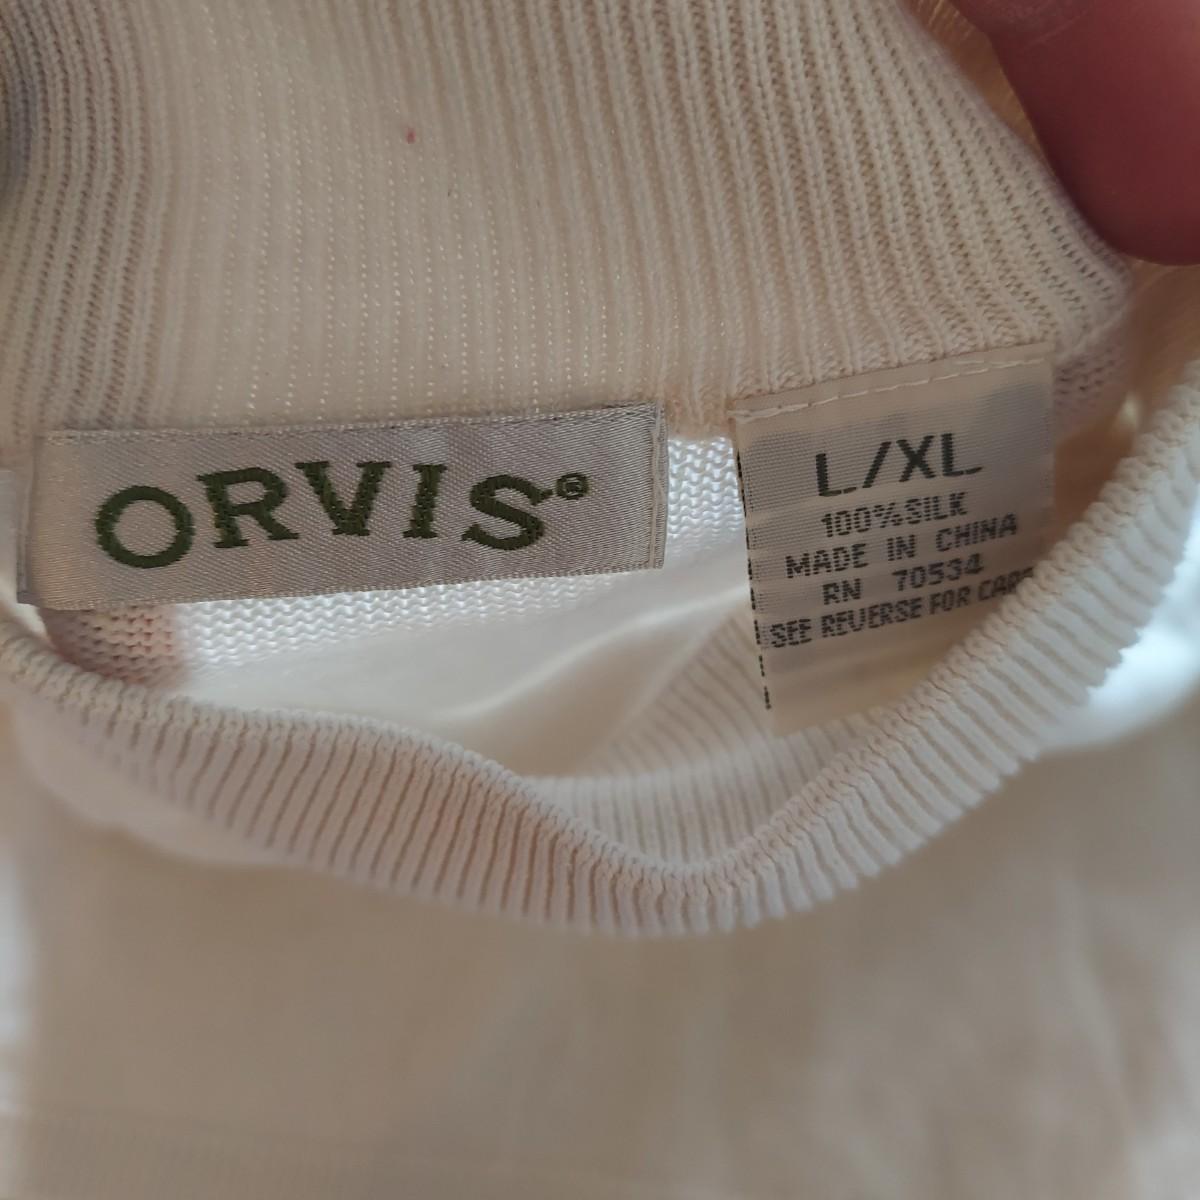 ORVIS®
L/XL
100%SILK
MADE IN CHINA
RN 70534
SEE REVERSE FOR CARE